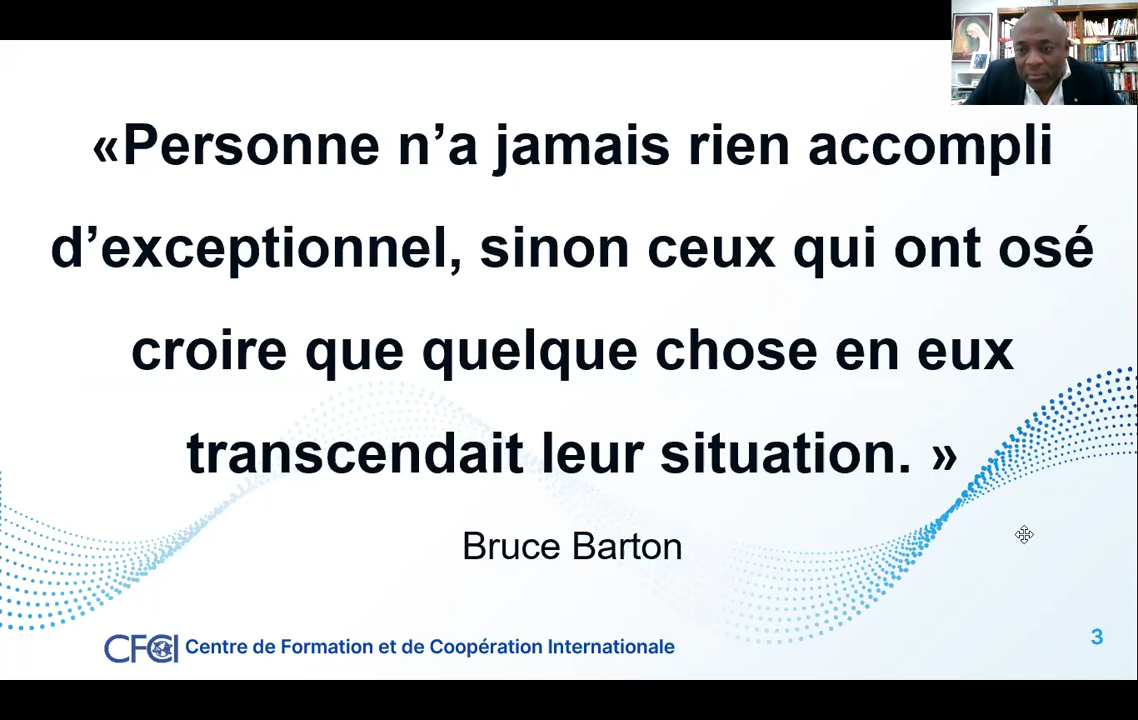 «Personne n’a jamais rien accompli
d’exceptionnel, sinon ceux qui ont osé
croire que quelque chose en eux
transcendait leur situation. »
Bruce Barton
CFCI Centre de Formation et de Coopération Internationale
3